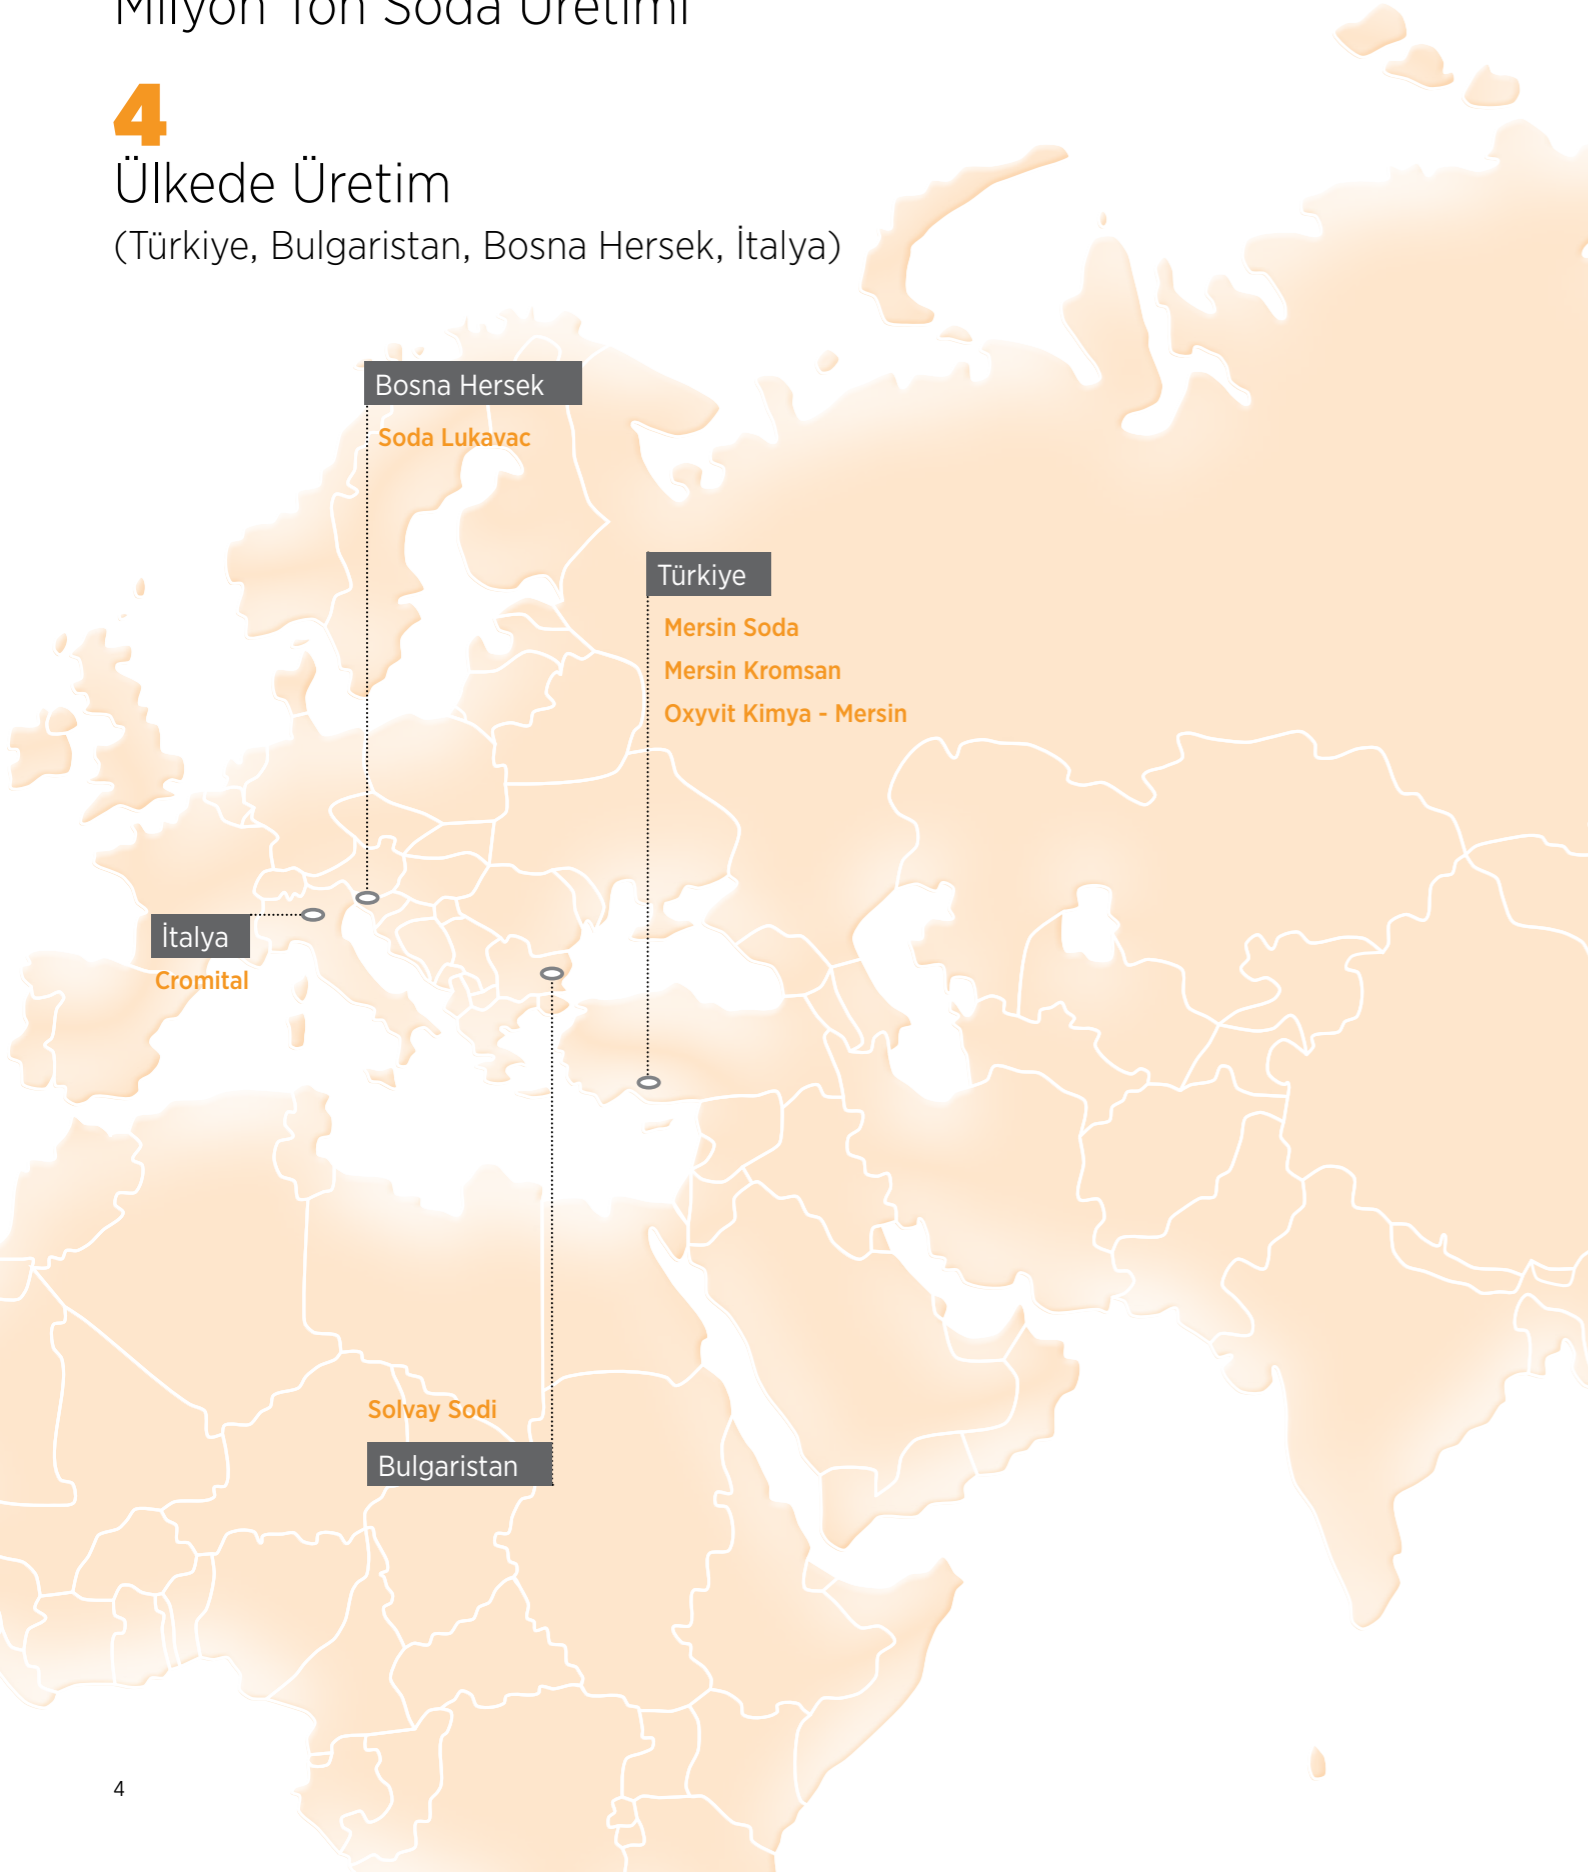 Milyon Ton Soda Üretimi
4
Ülkede Üretim
(Türkiye, Bulgaristan, Bosna Hersek, İtalya)
Bosna Hersek
Soda Lukavac
Türkiye
Mersin Soda
Mersin Kromsan
Oxyvit Kimya - Mersin
İtalya
Cromital
Solvay Sodi
Bulgaristan
4